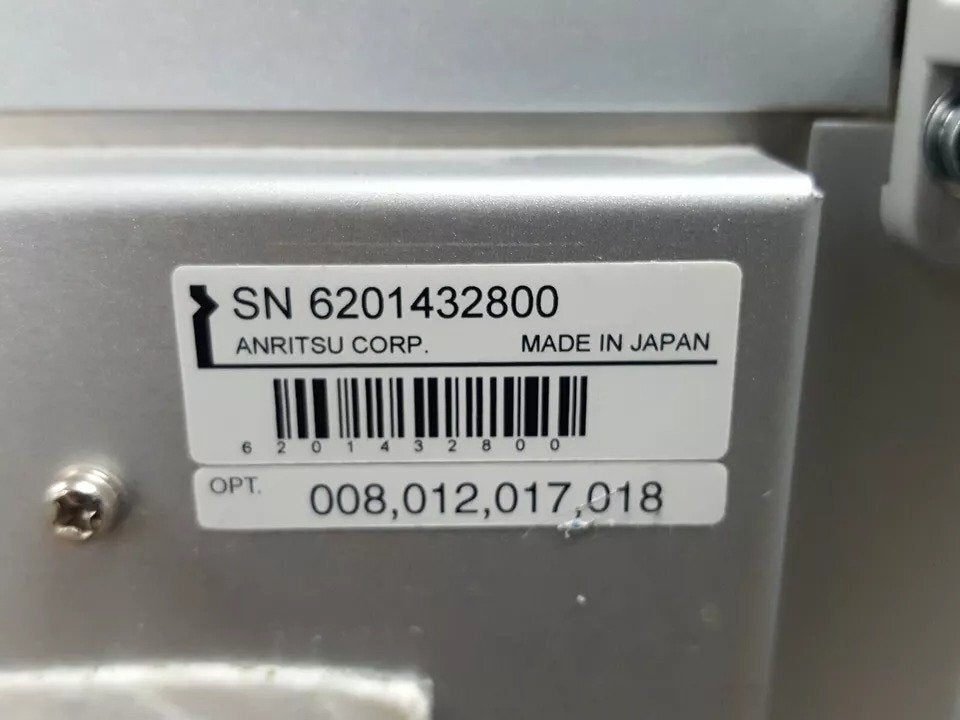 SN 6201432800
ANRITSU CORP. MADE IN JAPAN
6201432800
OPT. 008,012,017,018